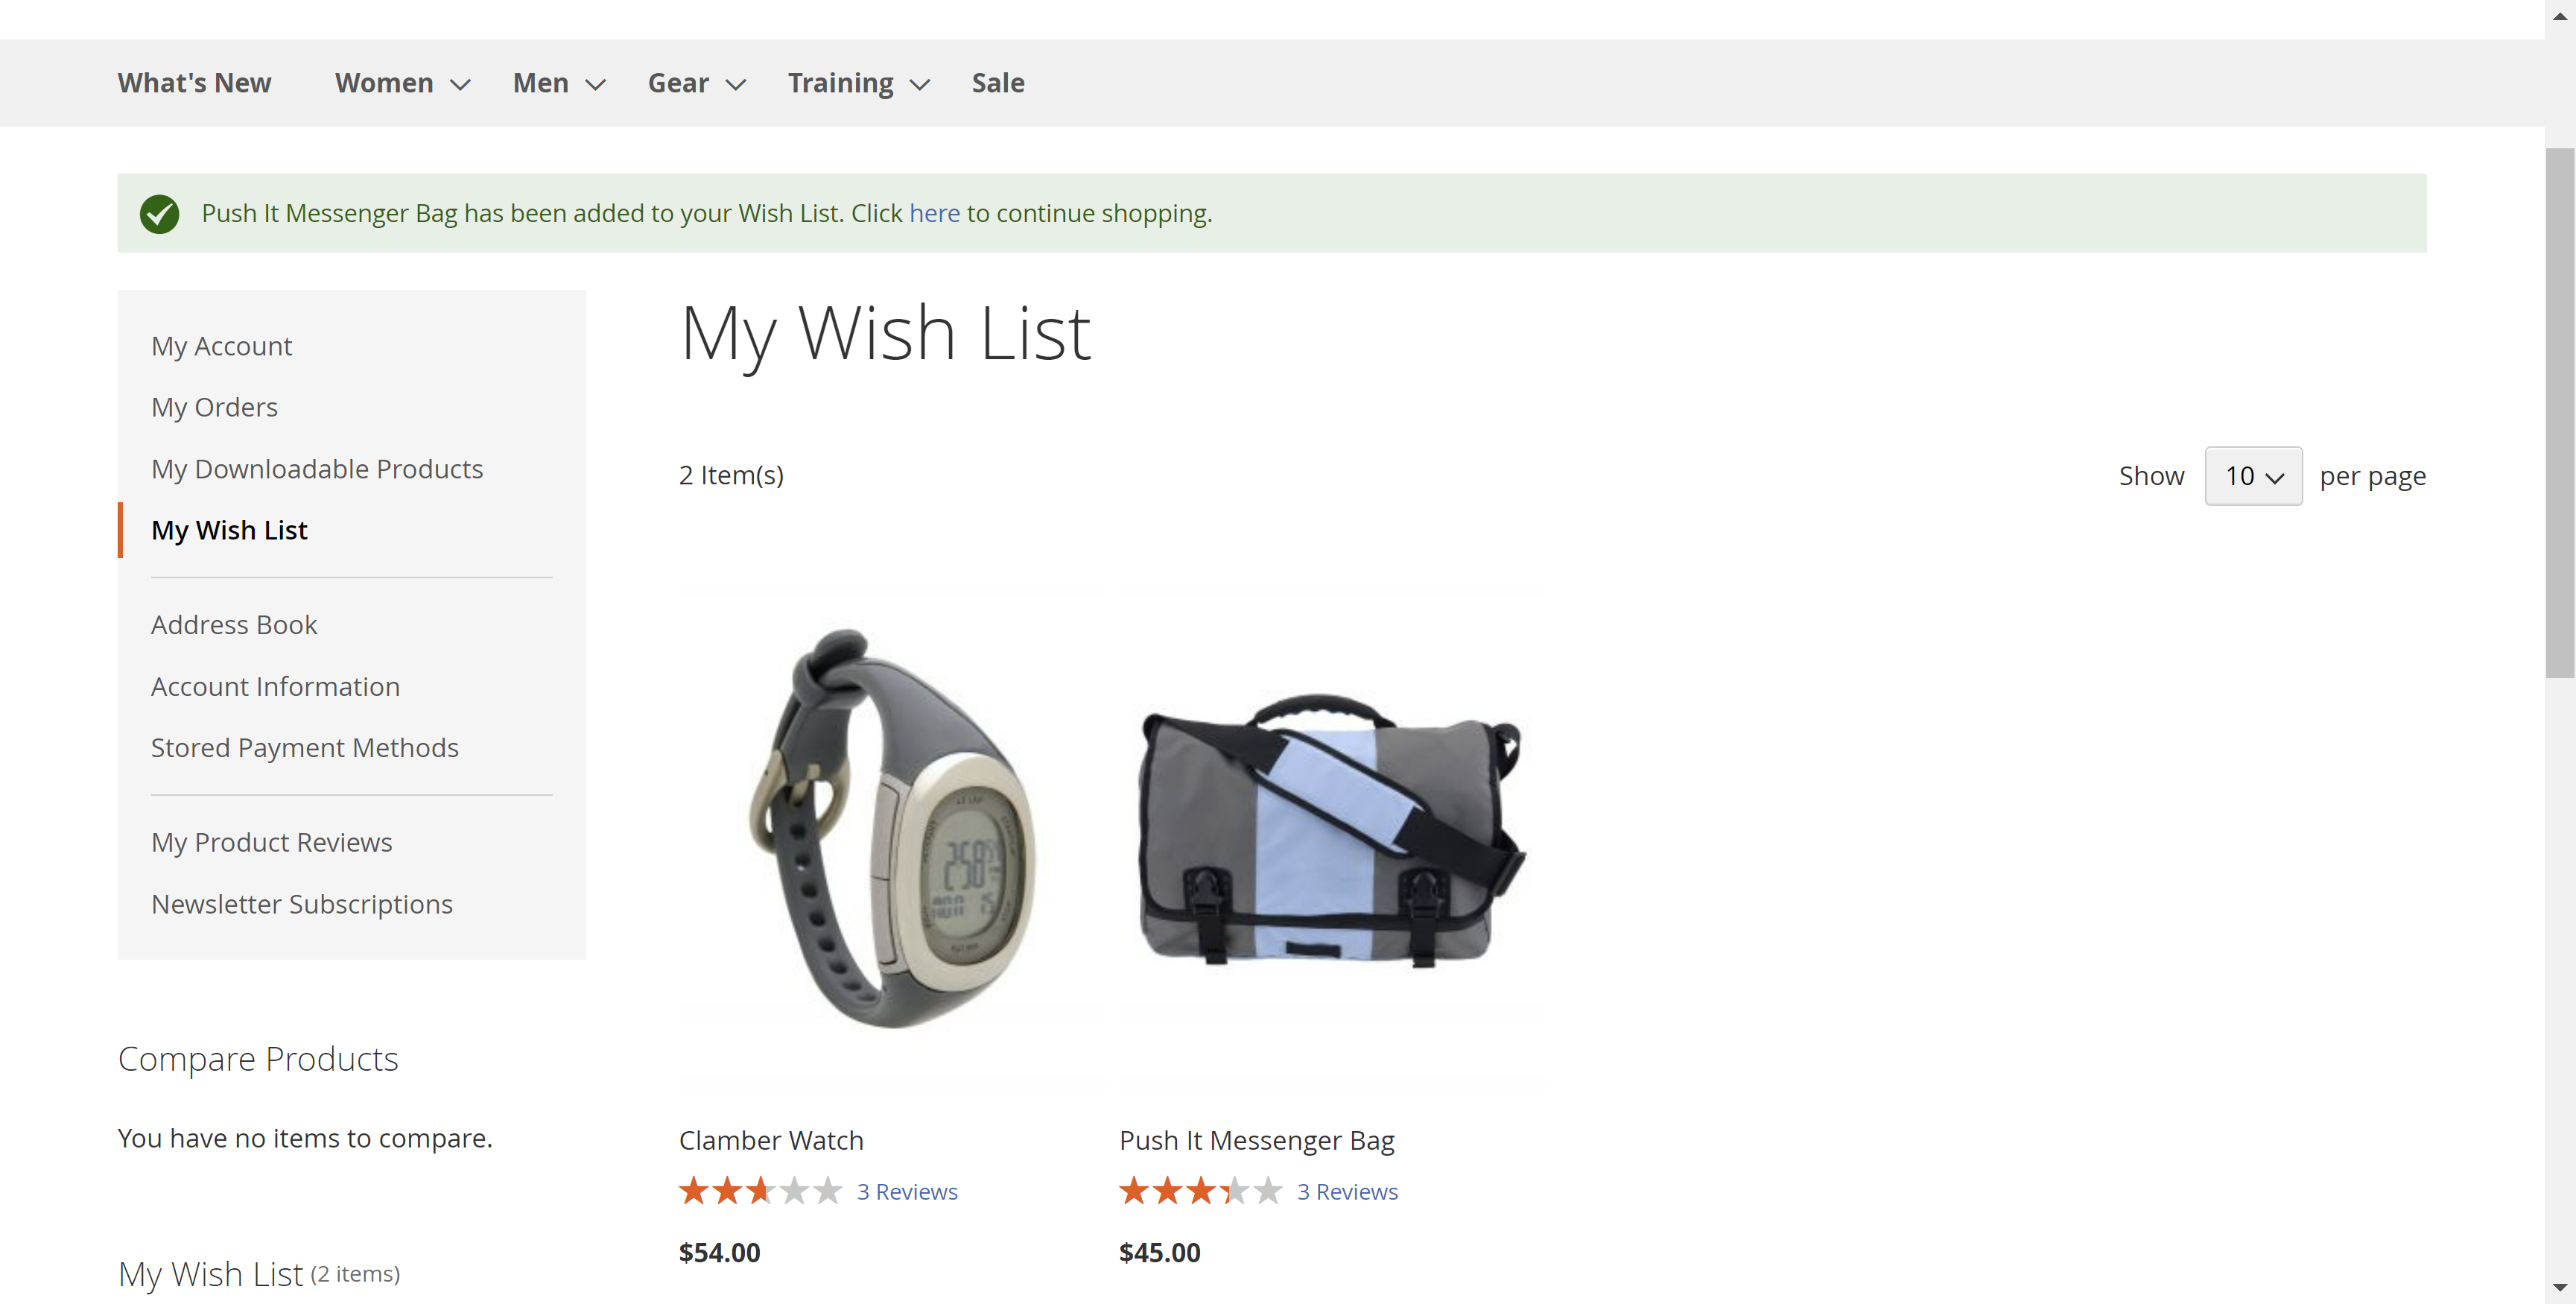 What's New Women Men Gear Training Sale
Push It Messenger Bag has been added to your Wish List. Click here to continue shopping.
My Account
My Orders
My Downloadable Products
My Wish List
Address Book
Account Information
Stored Payment Methods
My Product Reviews
Newsletter Subscriptions
Compare Products
You have no items to compare.
My Wish List (2 items)
My Wish List
2 Item(s)
Show 10 per page
Clamber Watch
3 Reviews
$54.00
Push It Messenger Bag
3 Reviews
$45.00